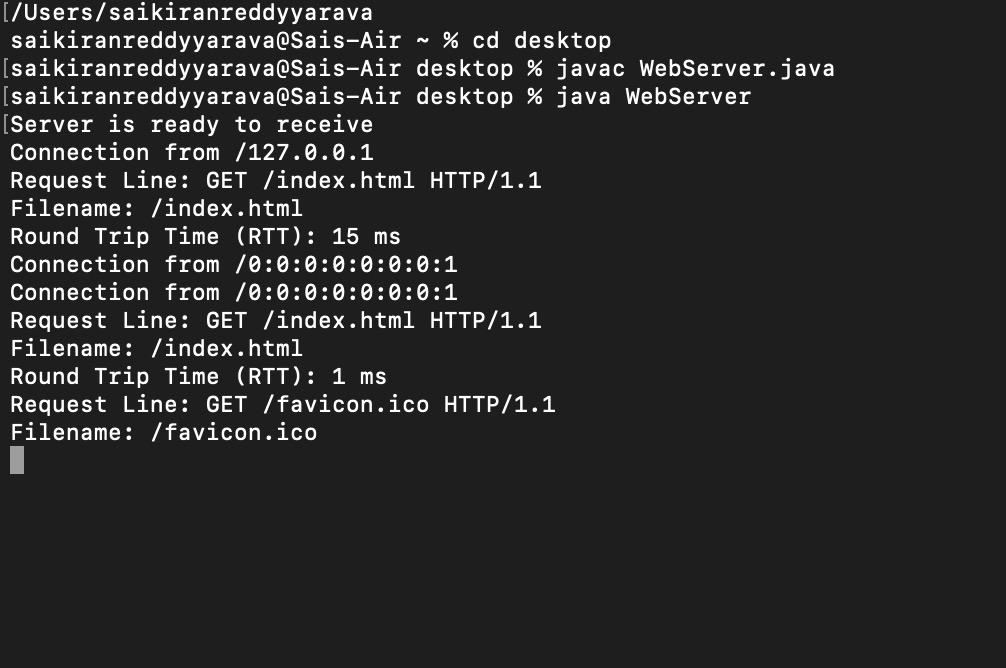 [/Users/saikiranreddyyarava
saikiranreddyyarava@Sais-Air ~ % cd desktop
[saikiranreddyyarava@Sais-Air desktop % javac WebServer.java
[saikiranreddyyarava@Sais-Air desktop % java WebServer
[Server is ready to receive
Connection from /127.0.0.1
Request Line: GET /index.html HTTP/1.1
Filename: /index.html
Round Trip Time (RTT): 15 ms
Connection from /0:0:0:0:0:0:0:1
Connection from /0:0:0:0:0:0:0:1
Request Line: GET /index.html HTTP/1.1
Filename: /index.html
Round Trip Time (RTT): 1 ms
Request Line: GET /favicon.ico HTTP/1.1
Filename: /favicon.ico